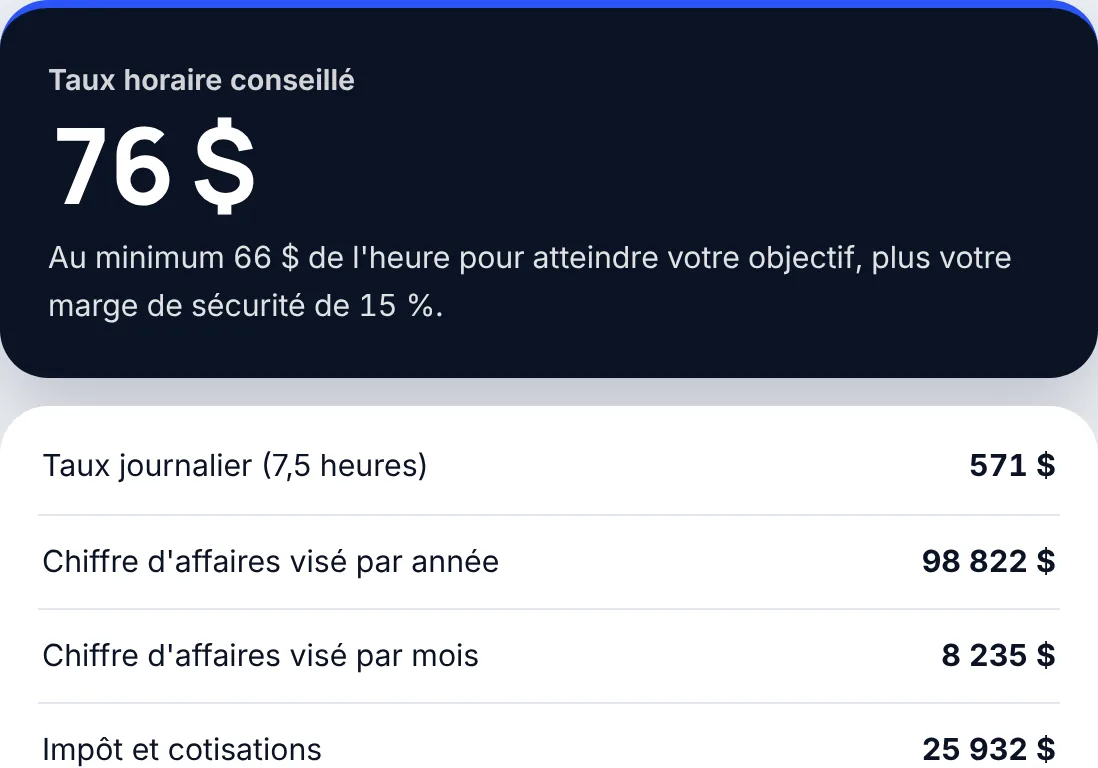 Taux horaire conseillé
76 $
Au minimum 66 $ de l'heure pour atteindre votre objectif, plus votre
marge de sécurité de 15 %.
Taux journalier (7,5 heures) 571 $
Chiffre d'affaires visé par année 98 822 $
Chiffre d'affaires visé par mois 8 235 $
Impôt et cotisations 25 932 $